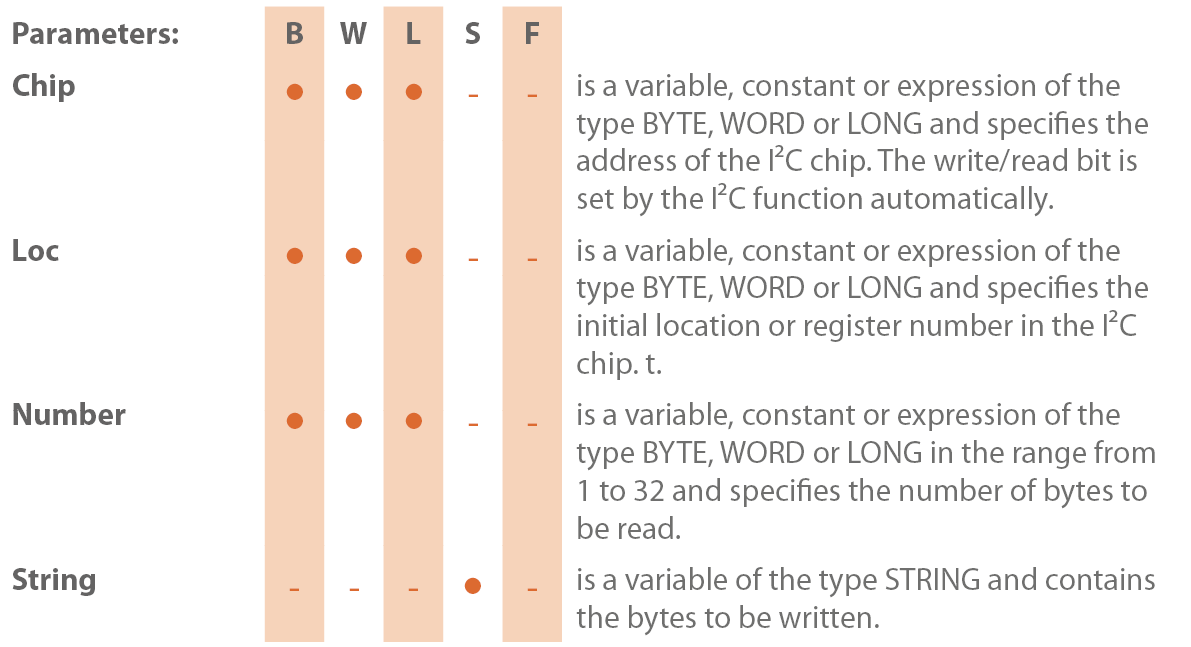 Parameters: B W L S F
Chip ● ● ● - - is a variable, constant or expression of the
type BYTE, WORD or LONG and specifies the
address of the I²C chip. The write/read bit is
set by the I²C function automatically.
Loc ● ● ● - - is a variable, constant or expression of the
type BYTE, WORD or LONG and specifies the
initial location or register number in the I²C
chip. t.
Number ● ● ● - - is a variable, constant or expression of the
type BYTE, WORD or LONG in the range from
1 to 32 and specifies the number of bytes to
be read.
String - - - ● - is a variable of the type STRING and contains
the bytes to be written.